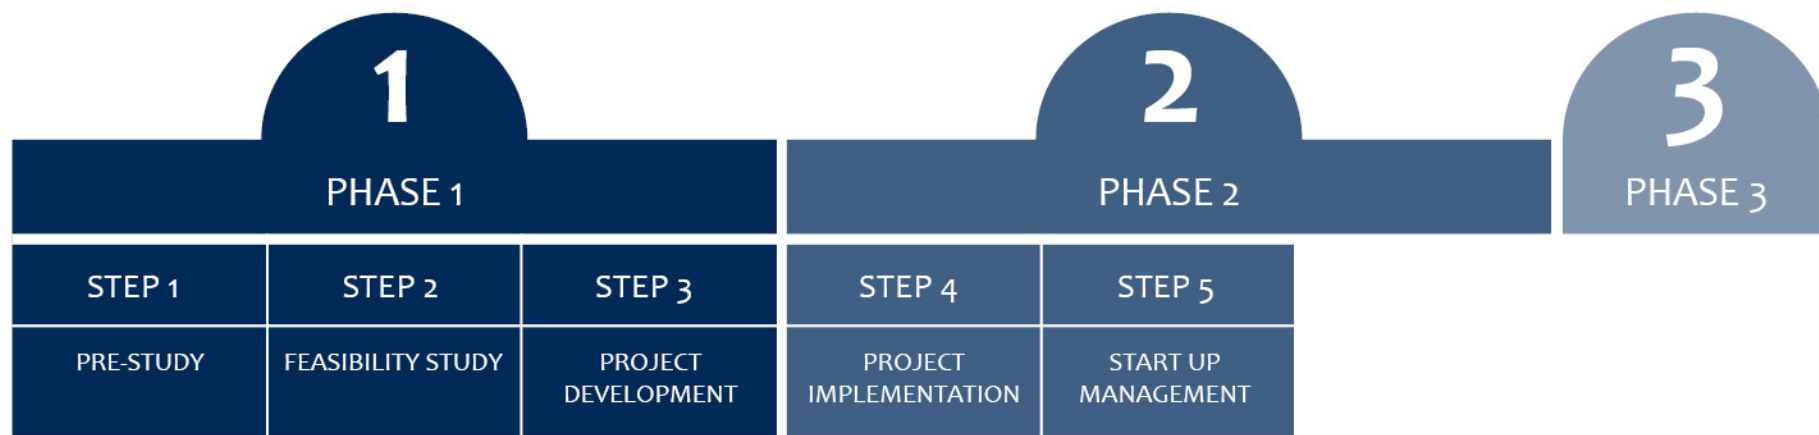 1
2
3
PHASE 1
PHASE 2
PHASE 3
STEP 1
STEP 2
STEP 3
STEP 4
STEP 5
PRE-STUDY
FEASIBILITY STUDY
PROJECT
DEVELOPMENT
PROJECT
IMPLEMENTATION
START UP
MANAGEMENT